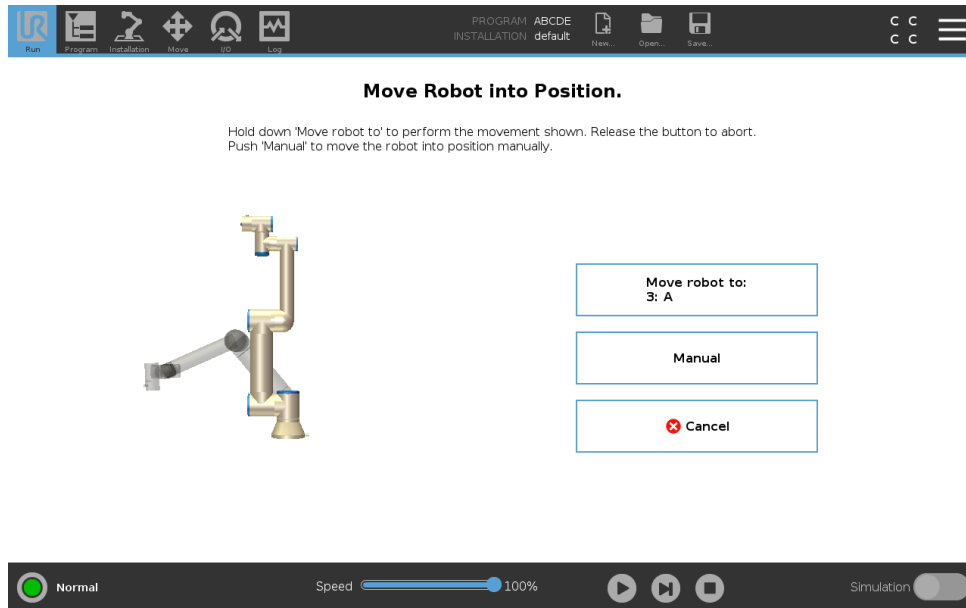 PROGRAM ABCDE
INSTALLATION default
C C
C C
Run Program Installation Move I/O Log New... Open... Save...
Move Robot into Position.
Hold down 'Move robot to' to perform the movement shown. Release the button to abort.
Push 'Manual' to move the robot into position manually.
Move robot to:
3: A
Manual
Cancel
Normal Speed 100% Simulation